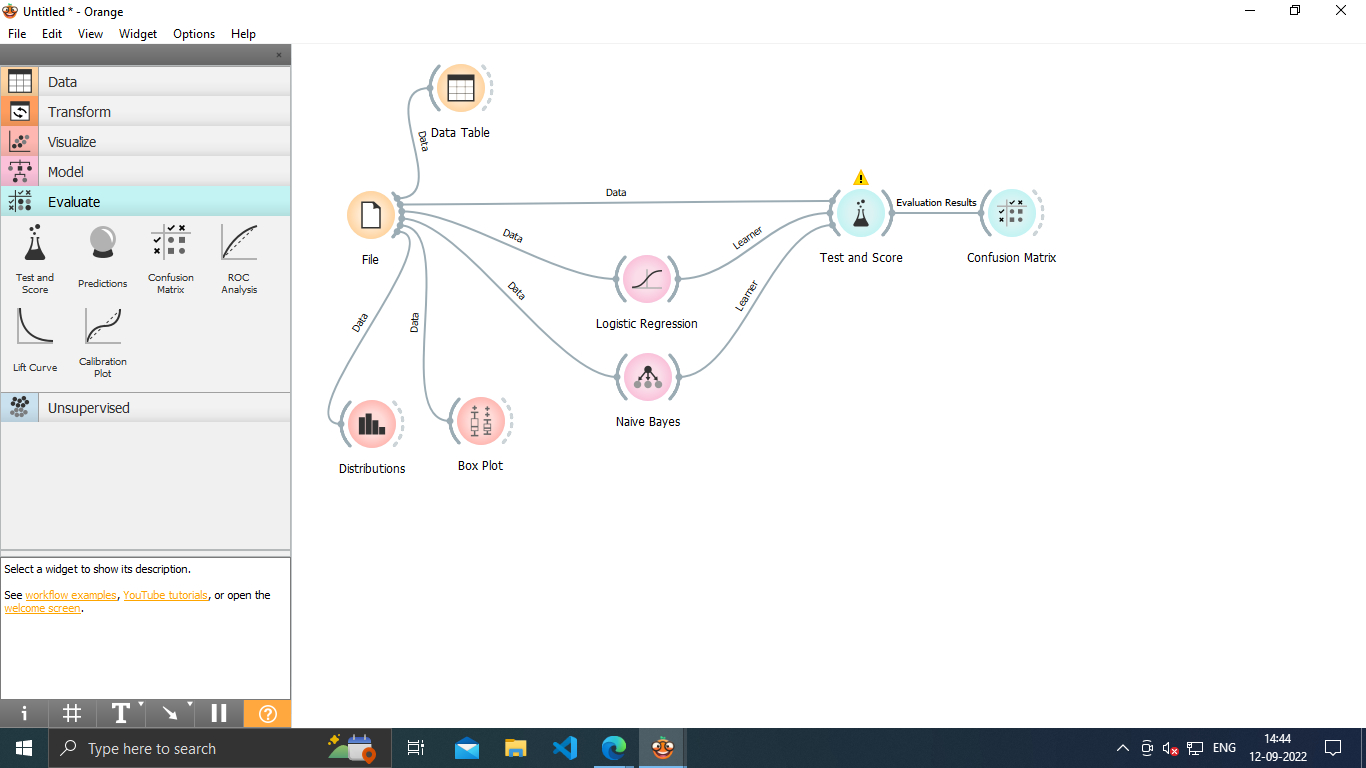 Untitled * - Orange
File Edit View Widget Options Help
Data
Transform
Visualize
Model
Evaluate
Test and Score
Predictions
Confusion Matrix
ROC Analysis
Lift Curve
Calibration Plot
Unsupervised
Select a widget to show its description.
See workflow examples, YouTube tutorials, or open the
welcome screen.
Data Table
Data
File
Data
Data
Data
Data
Data
Distributions
Box Plot
Logistic Regression
Naive Bayes
Learner
Learner
Test and Score
Evaluation Results
Confusion Matrix
Type here to search
ENG
14:44
12-09-2022